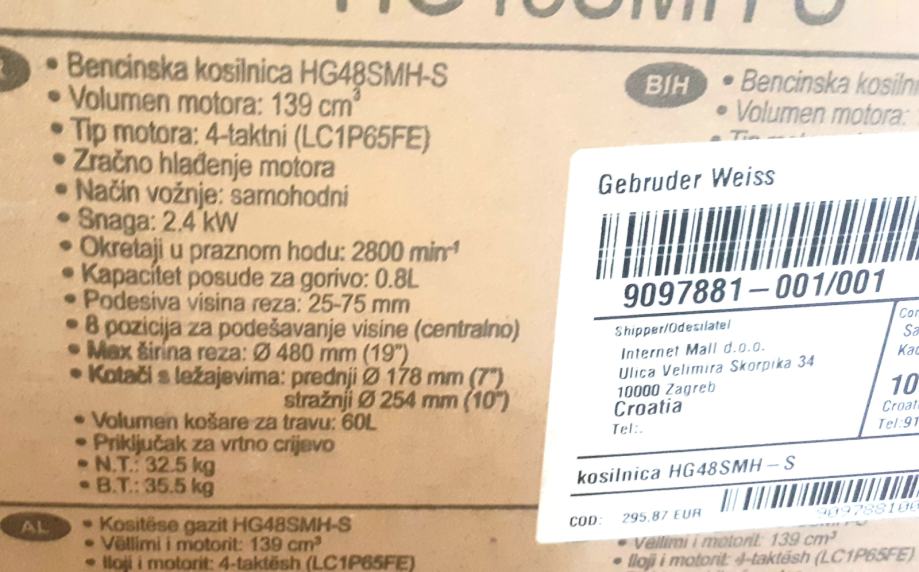 • Bencinska kosilnica HG48SMH-S
• Volumen motora: 139 cm³
• Tip motora: 4-taktni (LC1P65FE)
• Zračno hlađenje motora
• Način vožnje: samohodni
• Snaga: 2.4 kW
• Okretaji u praznom hodu: 2800 min⁻¹
• Kapacitet posude za gorivo: 0.8L
• Podesiva visina reza: 25-75 mm
• 8 pozicija za podešavanje visine (centralno)
• Max širina reza: Ø 480 mm (19")
• Kotači s ležajevima: prednji Ø 178 mm (7")
stražnji Ø 254 mm (10")
• Volumen košare za travu: 60L
• Priključak za vrtno crijevo
• N.T.: 32.5 kg
• B.T.: 35.5 kg
AL
• Kositëse gazit HG48SMH-S
• Vëllimi i motorit: 139 cm³
• Iloji i motorit: 4-taktësh (LC1P65FE)
BIH
• Bencinska
• Volumen motora:
Gebruder Weiss
9097881-001/001
Shipper/Odesilatel
Internet Mall d.o.o.
Ulica Velimira Skorpika 34
10000 Zagreb
Croatia
Tel:.
10
Tel:91
kosilnica HG48SMH-S
COD: 295,87 EUR
• Vëllimi i motorit: 139 cm³
• Iloji i motorit: 4-taktësh (LC1P65FE)